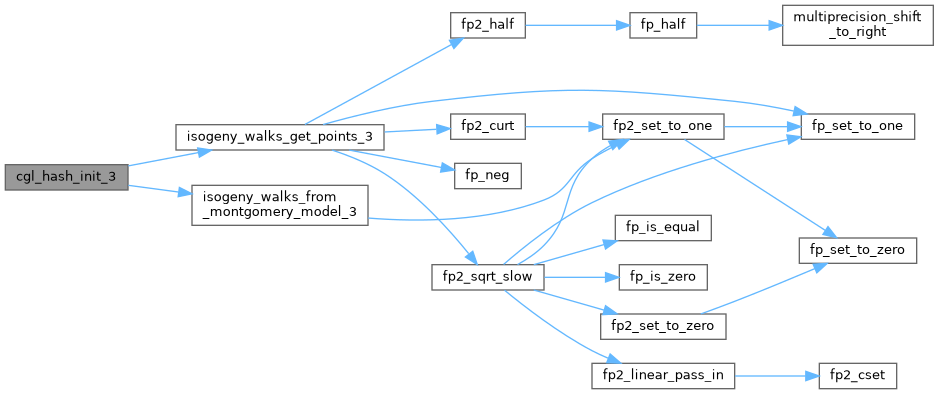 cgl_hash_init_3
isogeny_walks_get_points_3
isogeny_walks_from
_montgomery_model_3
fp2_half
fp2_curt
fp_neg
fp2_sqrt_slow
fp_half
fp2_set_to_one
fp_is_equal
fp_is_zero
fp2_set_to_zero
fp2_linear_pass_in
multiprecision_shift
_to_right
fp_set_to_one
fp_set_to_zero
fp2_cset